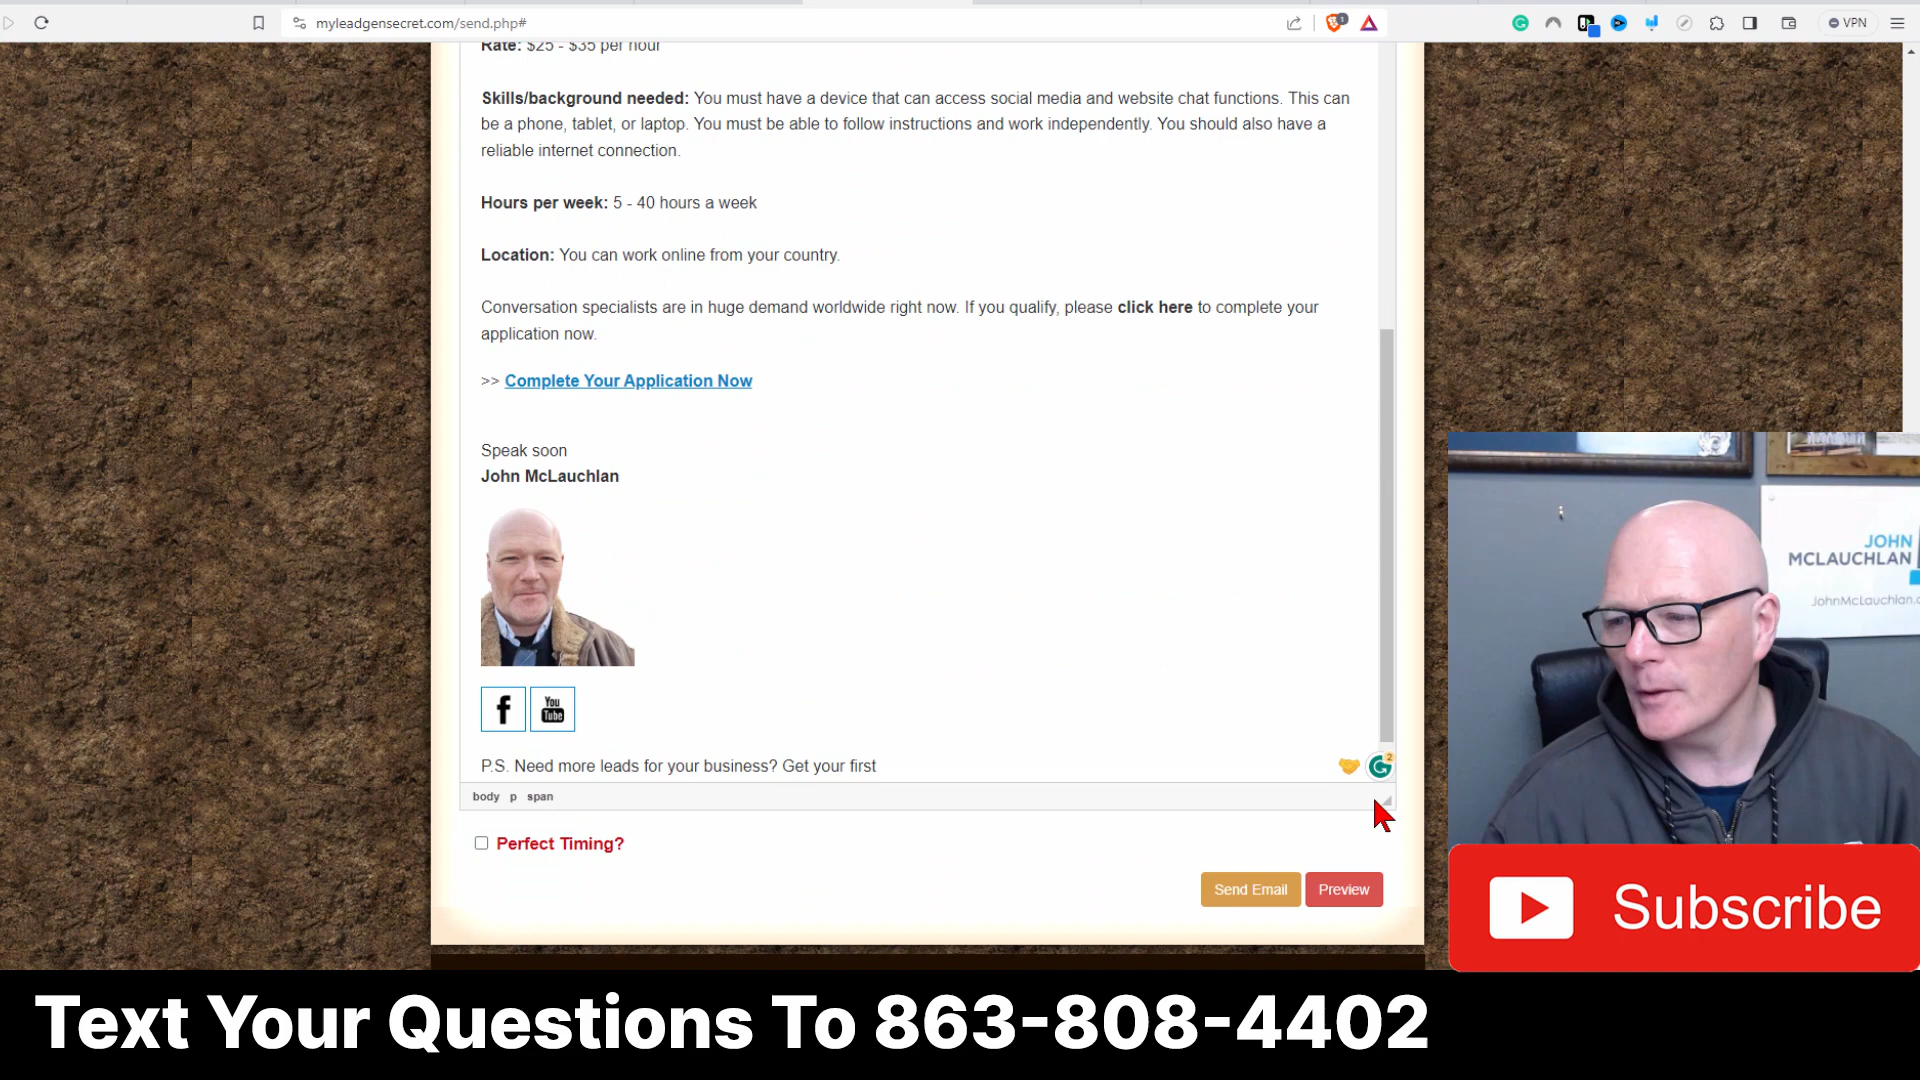 myleadgensecret.com/send.php#
VPN
Rate: $25 - $35 per hour
Skills/background needed: You must have a device that can access social media and website chat functions. This can
be a phone, tablet, or laptop. You must be able to follow instructions and work independently. You should also have a
reliable internet connection.
Hours per week: 5 - 40 hours a week
Location: You can work online from your country.
Conversation specialists are in huge demand worldwide right now. If you qualify, please click here to complete your
application now.
>> Complete Your Application Now
Speak soon
John McLauchlan
f
You
Tube
P.S. Need more leads for your business? Get your first
2
body p span
Perfect Timing?
Send Email
Preview
JOHN
MCLAUCHLAN
Subscribe
Text Your Questions To 863-808-4402